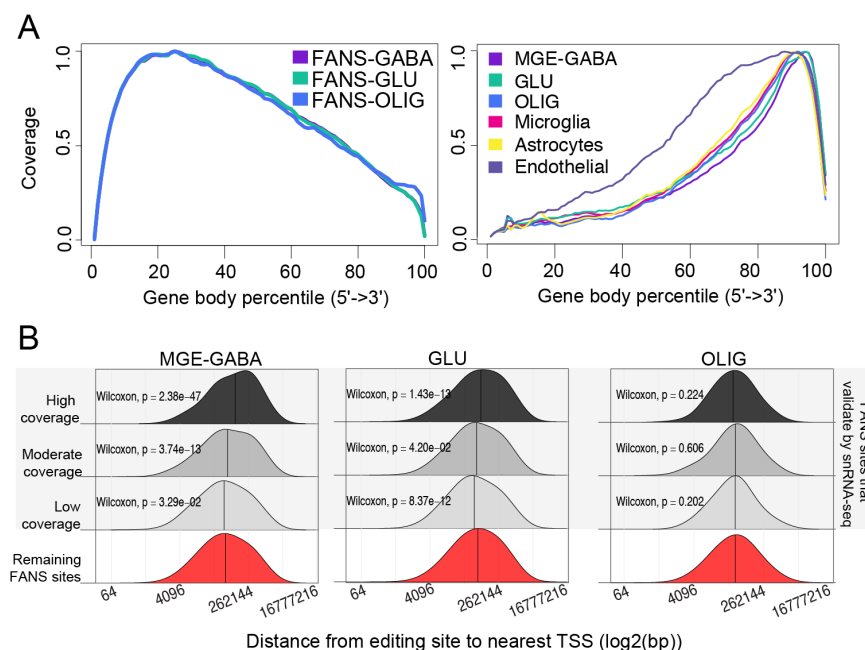 A
Coverage
1.0
0.5
0.0
FANS-GABA
FANS-GLU
FANS-OLIG
0 20 40 60 80 100
Gene body percentile (5'->3')
1.0
0.5
0.0
MGE-GABA
GLU
OLIG
Microglia
Astrocytes
Endothelial
0 20 40 60 80 100
Gene body percentile (5'->3')
B
MGE-GABA GLU OLIG
High
coverage
Wilcoxon, p = 2.38e-47
Wilcoxon, p = 1.43e-13
Wilcoxon, p = 0.224
Moderate
coverage
Wilcoxon, p = 3.74e-13
Wilcoxon, p = 4.20e-02
Wilcoxon, p = 0.606
Low
coverage
Wilcoxon, p = 3.29e-02
Wilcoxon, p = 8.37e-12
Wilcoxon, p = 0.202
Remaining
FANS sites
FANS sites that
validate by snRNA-seq
64 4096 262144 16777216
64 4096 262144 16777216
64 4096 262144 16777216
Distance from editing site to nearest TSS (log2(bp))